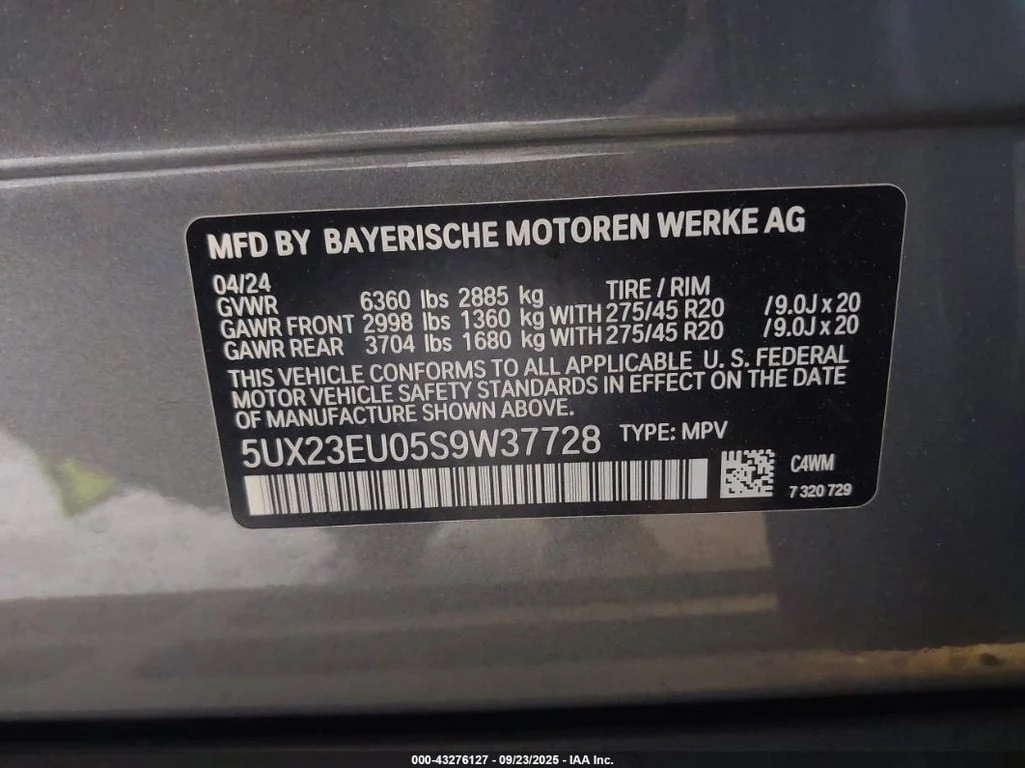 MFD BY BAYERISCHE MOTOREN WERKE AG
04/24 TIRE / RIM
GVWR 6360 lbs 2885 kg
GAWR FRONT 2998 lbs 1360 kg WITH 275/45 R20 /9.0J x 20
GAWR REAR 3704 lbs 1680 kg WITH 275/45 R20 /9.0J x 20
THIS VEHICLE CONFORMS TO ALL APPLICABLE U. S. FEDERAL
MOTOR VEHICLE SAFETY STANDARDS IN EFFECT ON THE DATE
OF MANUFACTURE SHOWN ABOVE.
5UX23EU05S9W37728 TYPE: MPV
C4WM
7 320 729
000-43276127 - 09/23/2025 - IAA Inc.